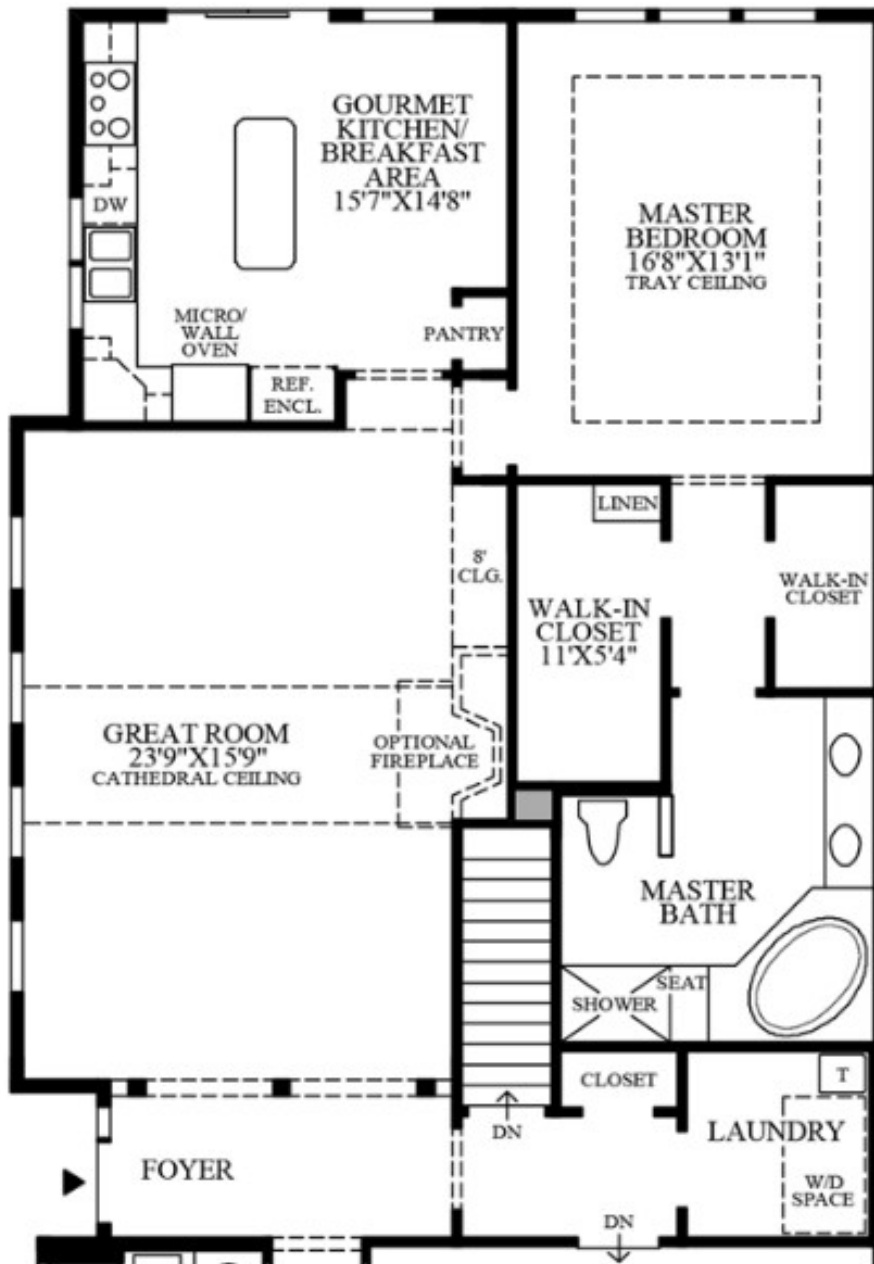 GOURMET
KITCHEN/
BREAKFAST
AREA
15'7"X14'8"
DW
MICRO/
WALL
OVEN
REF.
ENCL.
PANTRY
MASTER
BEDROOM
16'8"X13'1"
TRAY CEILING
LINEN
8'
CLG.
WALK-IN
CLOSET
11'X5'4"
WALK-IN
CLOSET
GREAT ROOM
23'9"X15'9"
CATHEDRAL CEILING
OPTIONAL
FIREPLACE
MASTER
BATH
SEAT
SHOWER
CLOSET
T
DN
LAUNDRY
FOYER
W/D
SPACE
DN